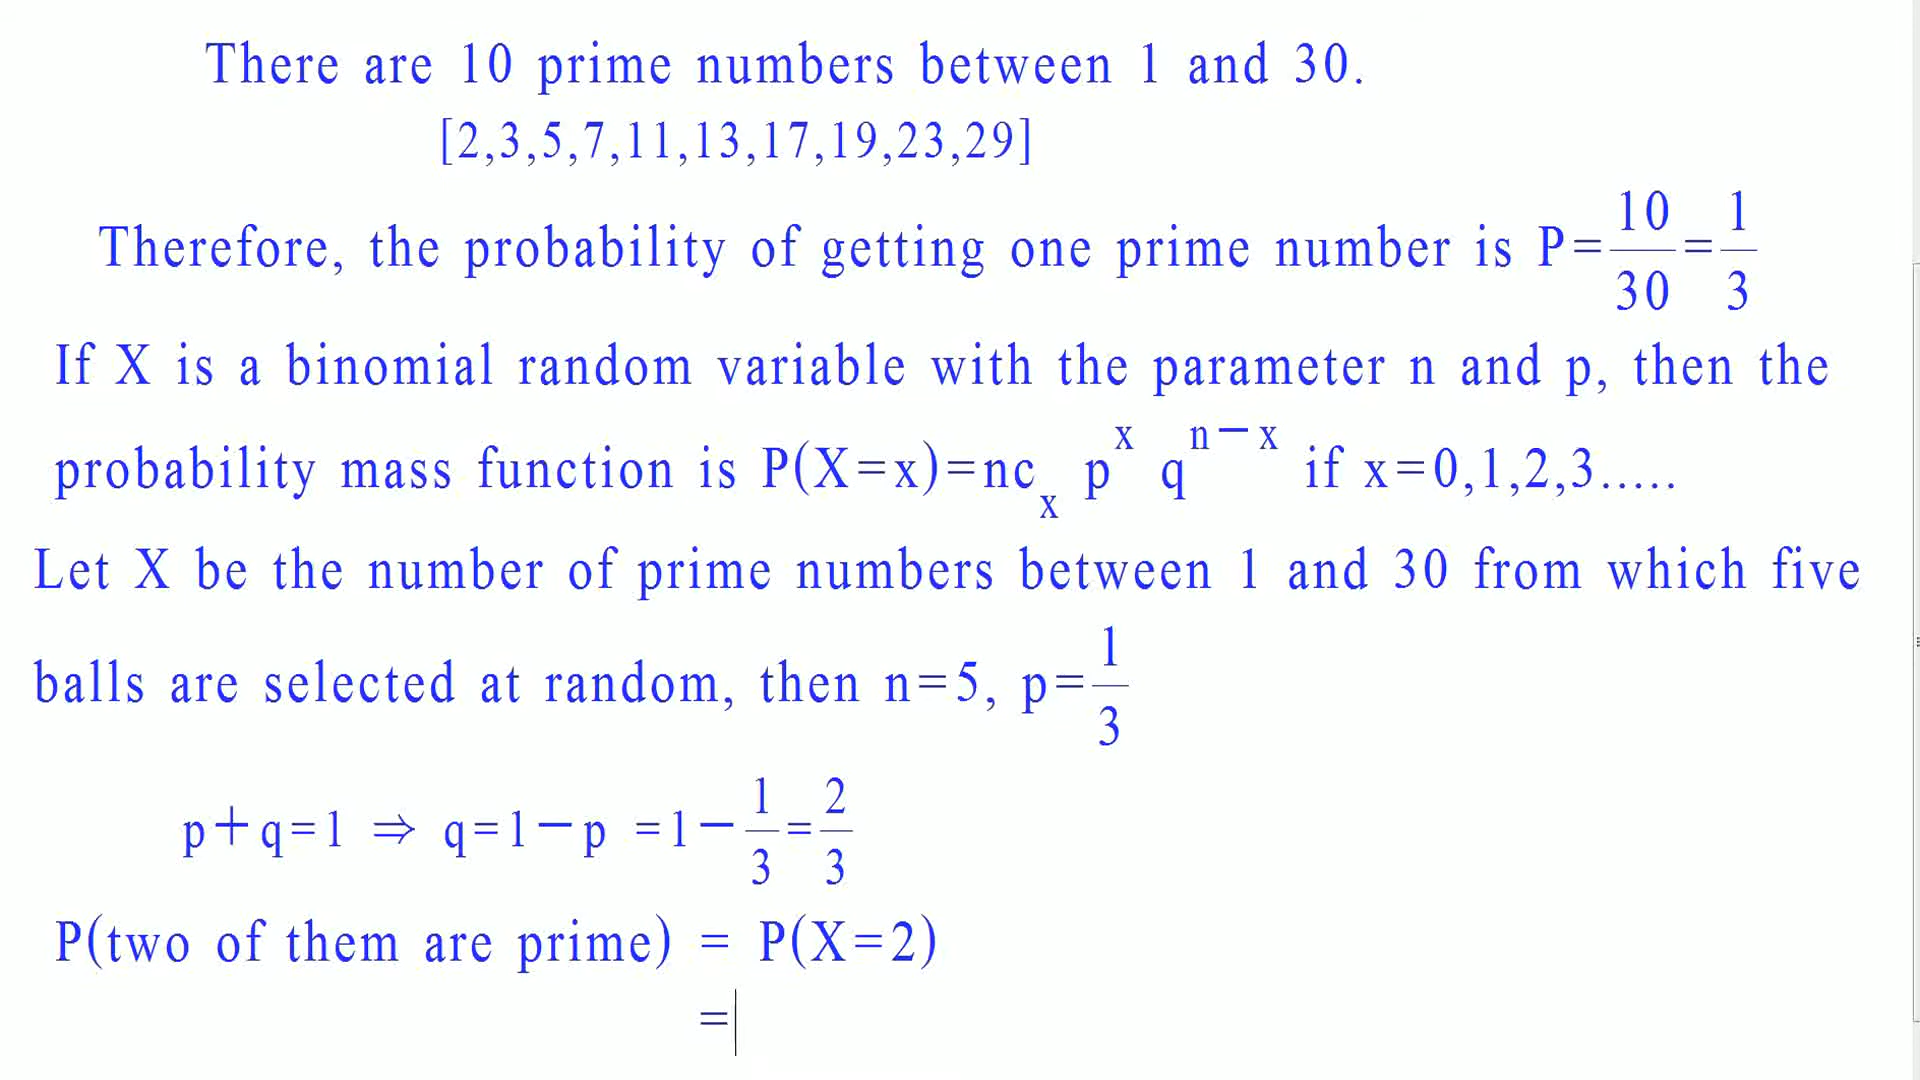 There are 10 prime numbers between 1 and 30.
[2,3,5,7,11,13,17,19,23,29]
Therefore, the probability of getting one prime number is P=10/30=1/3
If X is a binomial random variable with the parameter n and p, then the
probability mass function is P(X=x)=nc_x p^x q^(n−x) if x=0,1,2,3.....
Let X be the number of prime numbers between 1 and 30 from which five
balls are selected at random, then n=5, p=1/3
p+q=1 ⇒ q=1−p =1−1/3=2/3
P(two of them are prime) = P(X=2)
=